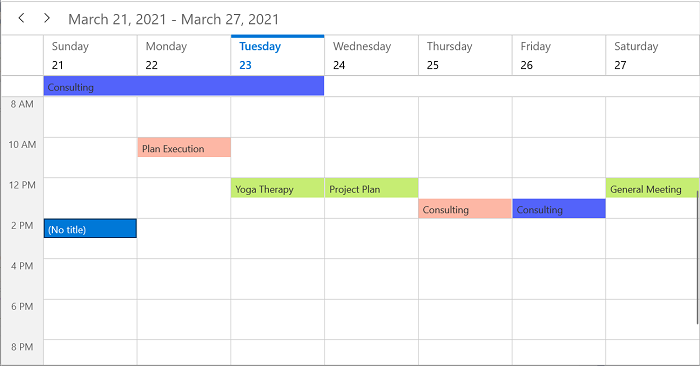 March 21, 2021 - March 27, 2021
Sunday Monday Tuesday Wednesday Thursday Friday Saturday
21 22 23 24 25 26 27
Consulting
8 AM
10 AM Plan Execution
12 PM Yoga Therapy Project Plan General Meeting
Consulting Consulting
2 PM (No title)
4 PM
6 PM
8 PM